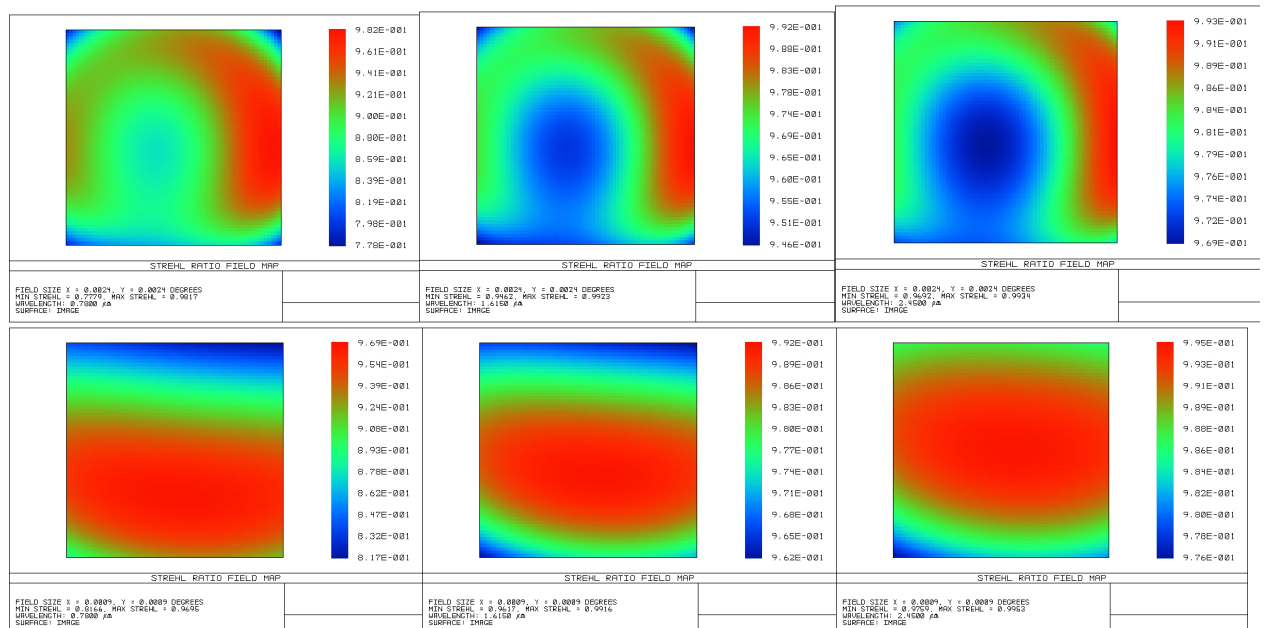 9.82E-001
9.61E-001
9.41E-001
9.21E-001
9.00E-001
8.80E-001
8.59E-001
8.39E-001
8.19E-001
7.98E-001
7.78E-001
STREHL RATIO FIELD MAP
FIELD SIZE X = 0.0024, Y = 0.0024 DEGREES
MIN STREHL = 0.7779, MAX STREHL = 0.9817
WAVELENGTH: 0.7800 µm
SURFACE: IMAGE
9.92E-001
9.88E-001
9.83E-001
9.78E-001
9.74E-001
9.69E-001
9.65E-001
9.60E-001
9.55E-001
9.51E-001
9.46E-001
STREHL RATIO FIELD MAP
FIELD SIZE X = 0.0024, Y = 0.0024 DEGREES
MIN STREHL = 0.9462, MAX STREHL = 0.9923
WAVELENGTH: 1.6150 µm
SURFACE: IMAGE
9.93E-001
9.91E-001
9.89E-001
9.86E-001
9.84E-001
9.81E-001
9.79E-001
9.76E-001
9.74E-001
9.72E-001
9.69E-001
STREHL RATIO FIELD MAP
FIELD SIZE X = 0.0024, Y = 0.0024 DEGREES
MIN STREHL = 0.9692, MAX STREHL = 0.9934
WAVELENGTH: 2.4500 µm
SURFACE: IMAGE
9.69E-001
9.54E-001
9.39E-001
9.24E-001
9.08E-001
8.93E-001
8.78E-001
8.62E-001
8.47E-001
8.32E-001
8.17E-001
STREHL RATIO FIELD MAP
FIELD SIZE X = 0.0009, Y = 0.0009 DEGREES
MIN STREHL = 0.8166, MAX STREHL = 0.9695
WAVELENGTH: 0.7800 µm
SURFACE: IMAGE
9.92E-001
9.89E-001
9.86E-001
9.83E-001
9.80E-001
9.77E-001
9.74E-001
9.71E-001
9.68E-001
9.65E-001
9.62E-001
STREHL RATIO FIELD MAP
FIELD SIZE X = 0.0009, Y = 0.0009 DEGREES
MIN STREHL = 0.9617, MAX STREHL = 0.9916
WAVELENGTH: 1.6150 µm
SURFACE: IMAGE
9.95E-001
9.93E-001
9.91E-001
9.90E-001
9.88E-001
9.86E-001
9.84E-001
9.82E-001
9.80E-001
9.78E-001
9.76E-001
STREHL RATIO FIELD MAP
FIELD SIZE X = 0.0009, Y = 0.0009 DEGREES
MIN STREHL = 0.9759, MAX STREHL = 0.9953
WAVELENGTH: 2.4500 µm
SURFACE: IMAGE